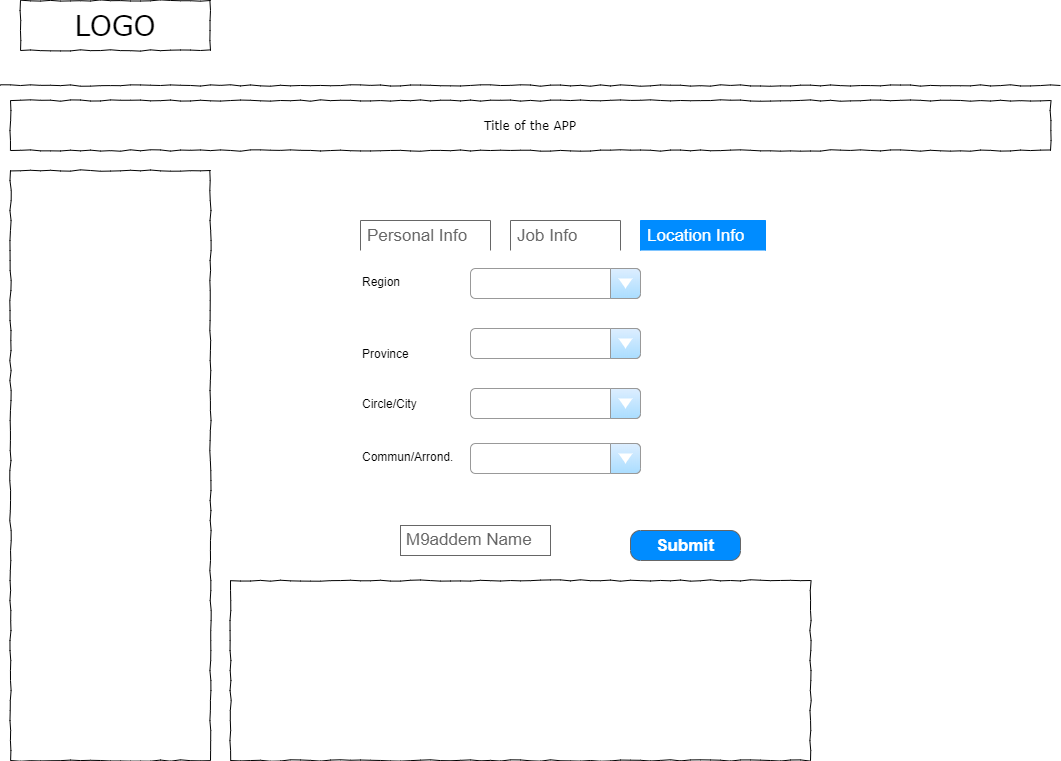 LOGO
Title of the APP
Personal Info
Job Info
Location Info
Region
Province
Circle/City
Commun/Arrond.
M9addem Name
Submit